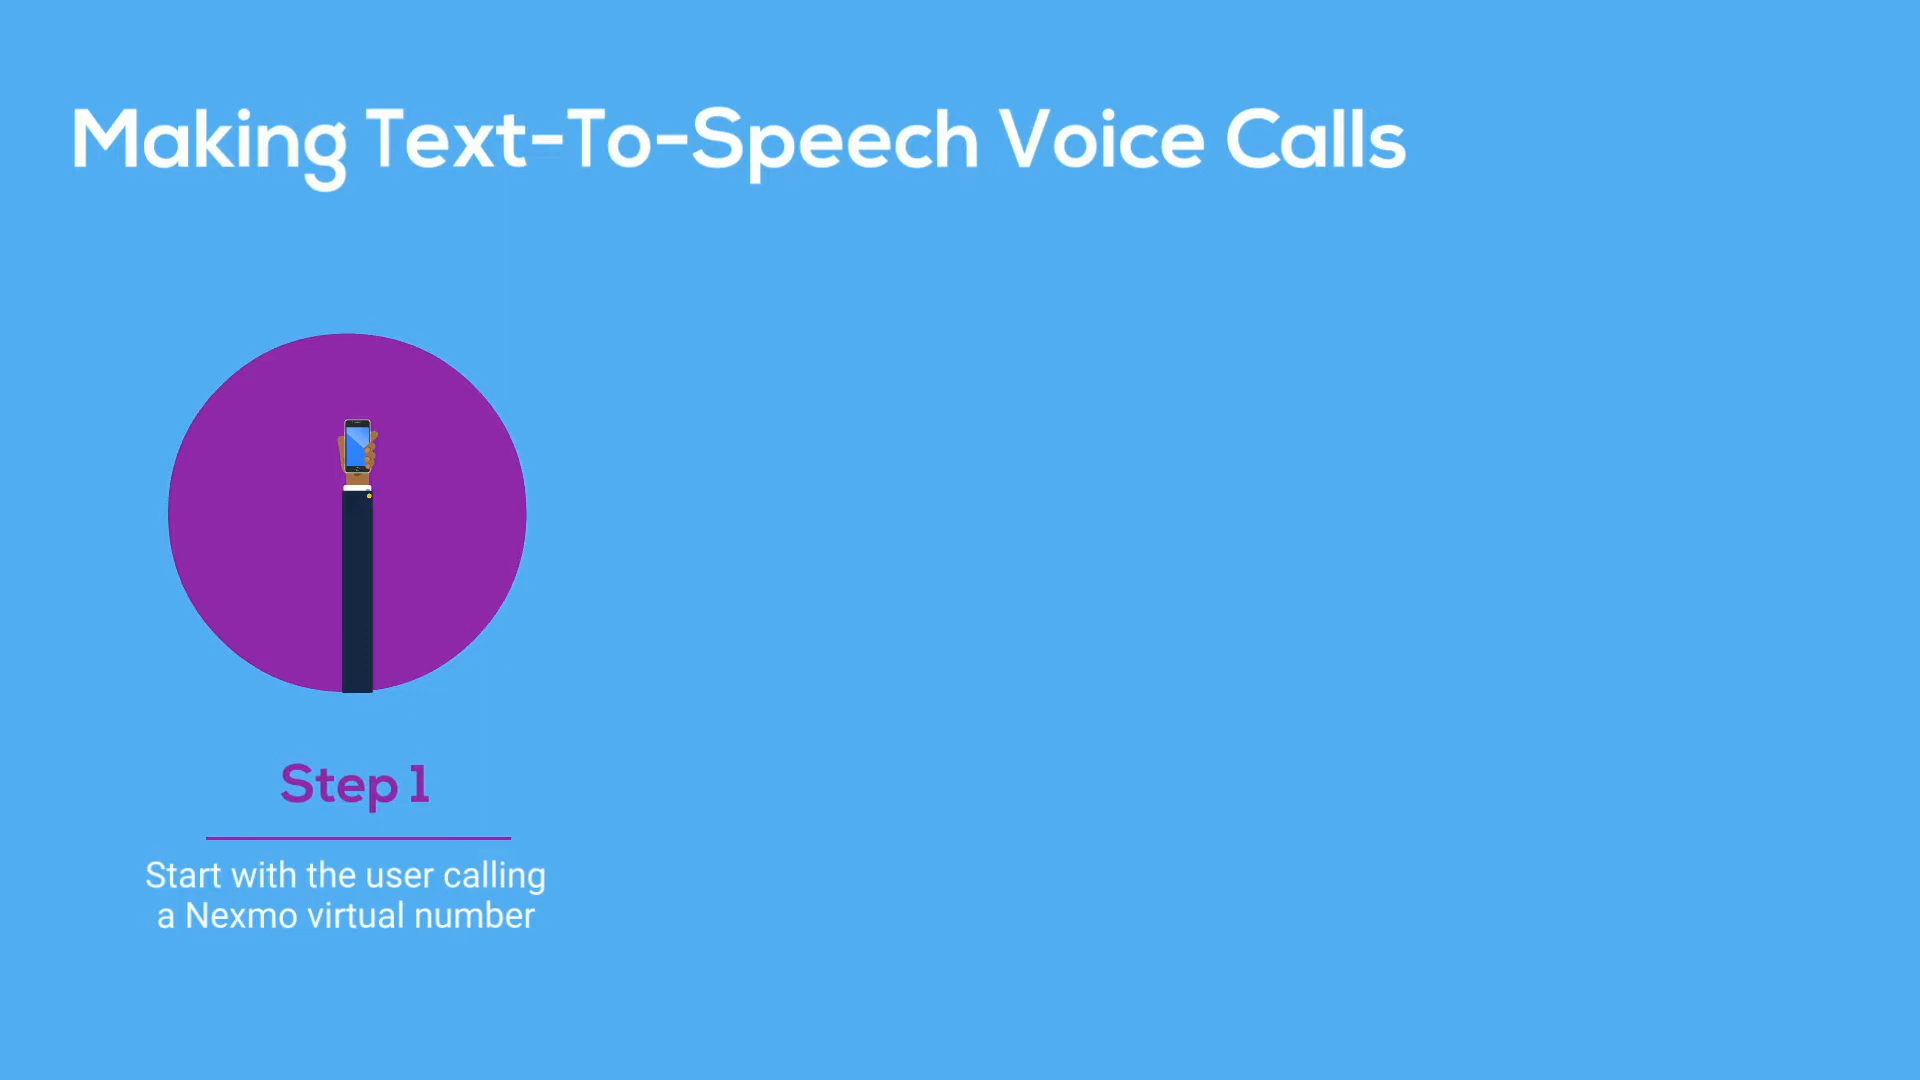 Making Text-To-Speech Voice Calls
Step 1
Start with the user calling
a Nexmo virtual number